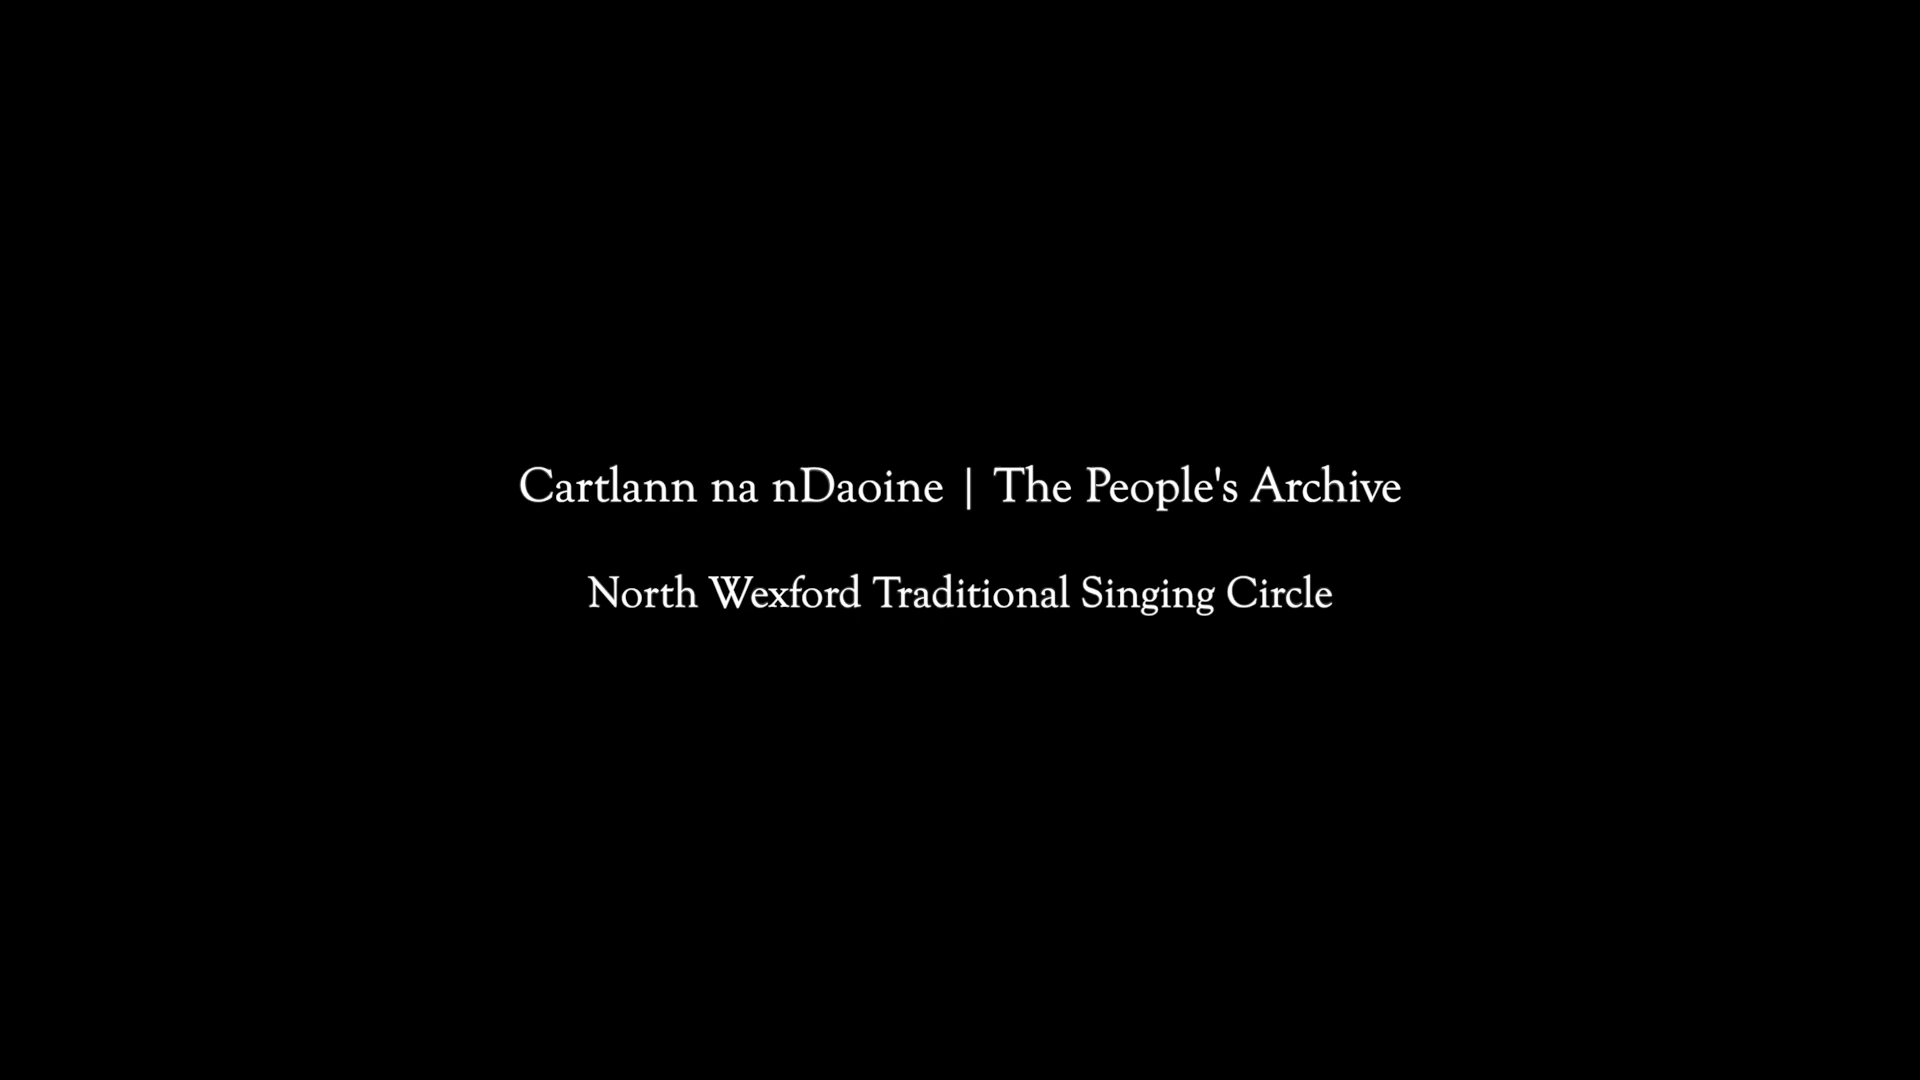 Cartlann na nDaoine | The People's Archive
North Wexford Traditional Singing Circle